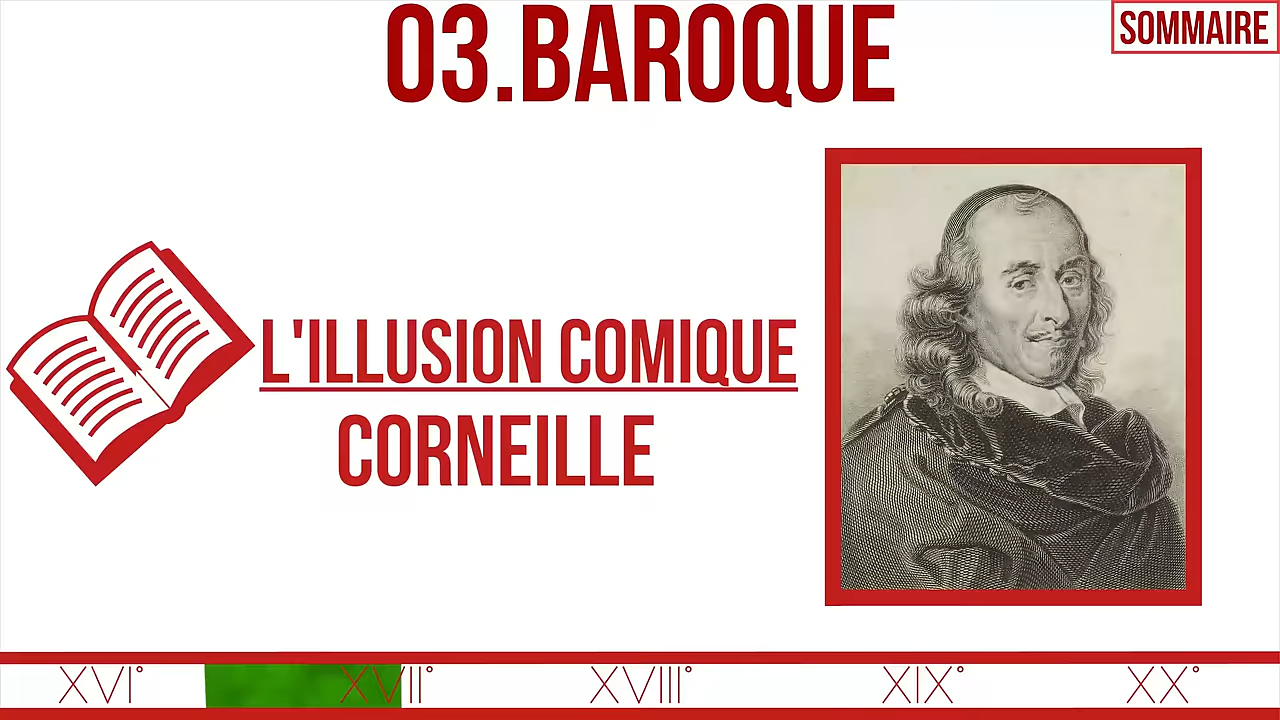 03.BAROQUE
SOMMAIRE
L'ILLUSION COMIQUE
CORNEILLE
XVI° XVII° XVIII° XIX° XX°